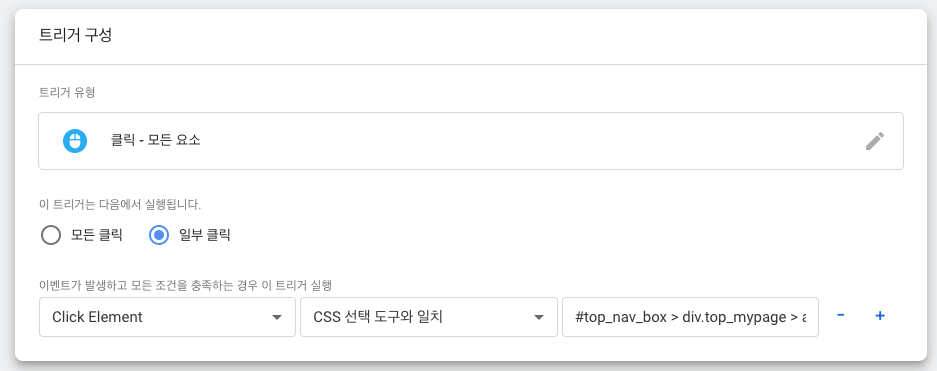 트리거 구성
트리거 유형
클릭 - 모든 요소
이 트리거는 다음에서 실행됩니다.
모든 클릭 일부 클릭
이벤트가 발생하고 모든 조건을 충족하는 경우 이 트리거 실행
Click Element CSS 선택 도구와 일치 #top_nav_box > div.top_mypage > a - +